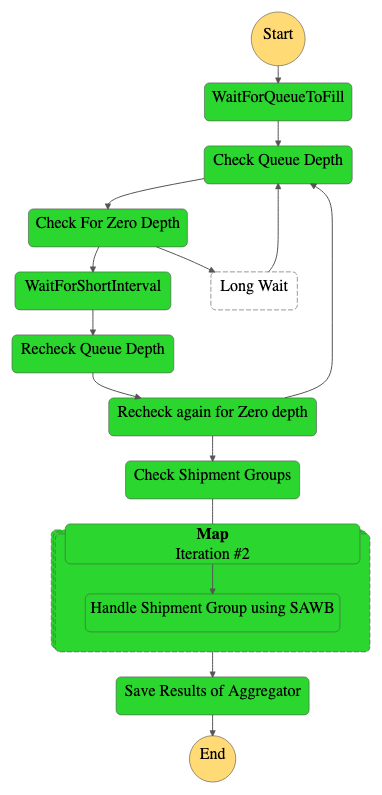 Start
WaitForQueueToFill
Check Queue Depth
Check For Zero Depth
WaitForShortInterval
Long Wait
Recheck Queue Depth
Recheck again for Zero depth
Check Shipment Groups
Map
Iteration #2
Handle Shipment Group using SAWB
Save Results of Aggregator
End